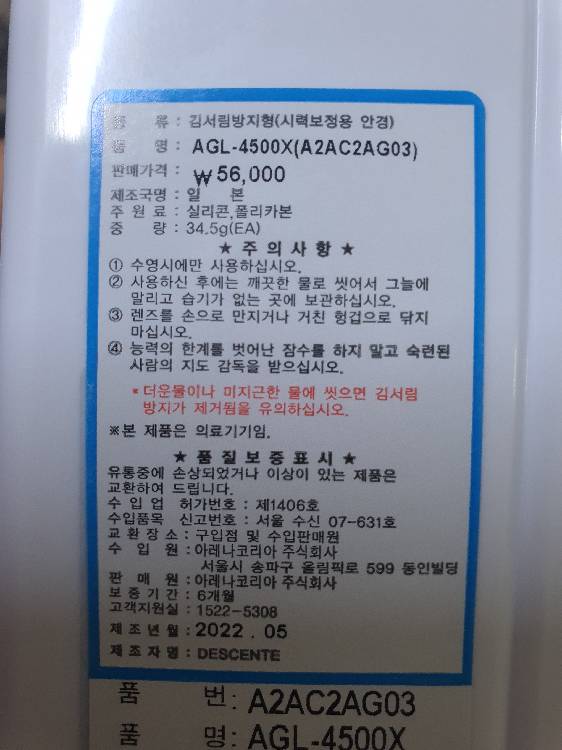 종 류 : 김서림방지형(시력보정용 안경)
품 명 : AGL-4500X(A2AC2AG03)
판매가격 : ₩56,000
제조국명 : 일 본
주 원 료 : 실리콘,폴리카본
중 량 : 34.5g(EA)
★ 주 의 사 항 ★
① 수영시에만 사용하십시오.
② 사용하신 후에는 깨끗한 물로 씻어서 그늘에
말리고 습기가 없는 곳에 보관하십시오.
③ 렌즈를 손으로 만지거나 거친 헝겁으로 닦지
마십시오.
④ 능력의 한계를 벗어난 잠수를 하지 말고 숙련된
사람의 지도 감독을 받으십시오.
* 더운물이나 미지근한 물에 씻으면 김서림
방지가 제거됨을 유의하십시오.
※본 제품은 의료기기임.
★ 품 질 보 증 표 시 ★
유통중에 손상되었거나 이상이 있는 제품은
교환하여 드립니다.
수 입 업 허가번호 : 제1406호
수입품목 신고번호 : 서울 수신 07-631호
교 환 장 소 : 구입점 및 수입판매원
수 입 원 : 아레나코리아 주식회사
서울시 송파구 올림픽로 599 동인빌딩
판 매 원 : 아레나코리아 주식회사
보 증 기 간 : 6개월
고객지원실 : 1522-5308
제 조 년 월 : 2022 . 05
제 조 자 명 : DESCENTE
품 번: A2AC2AG03
품 명: AGL-4500X